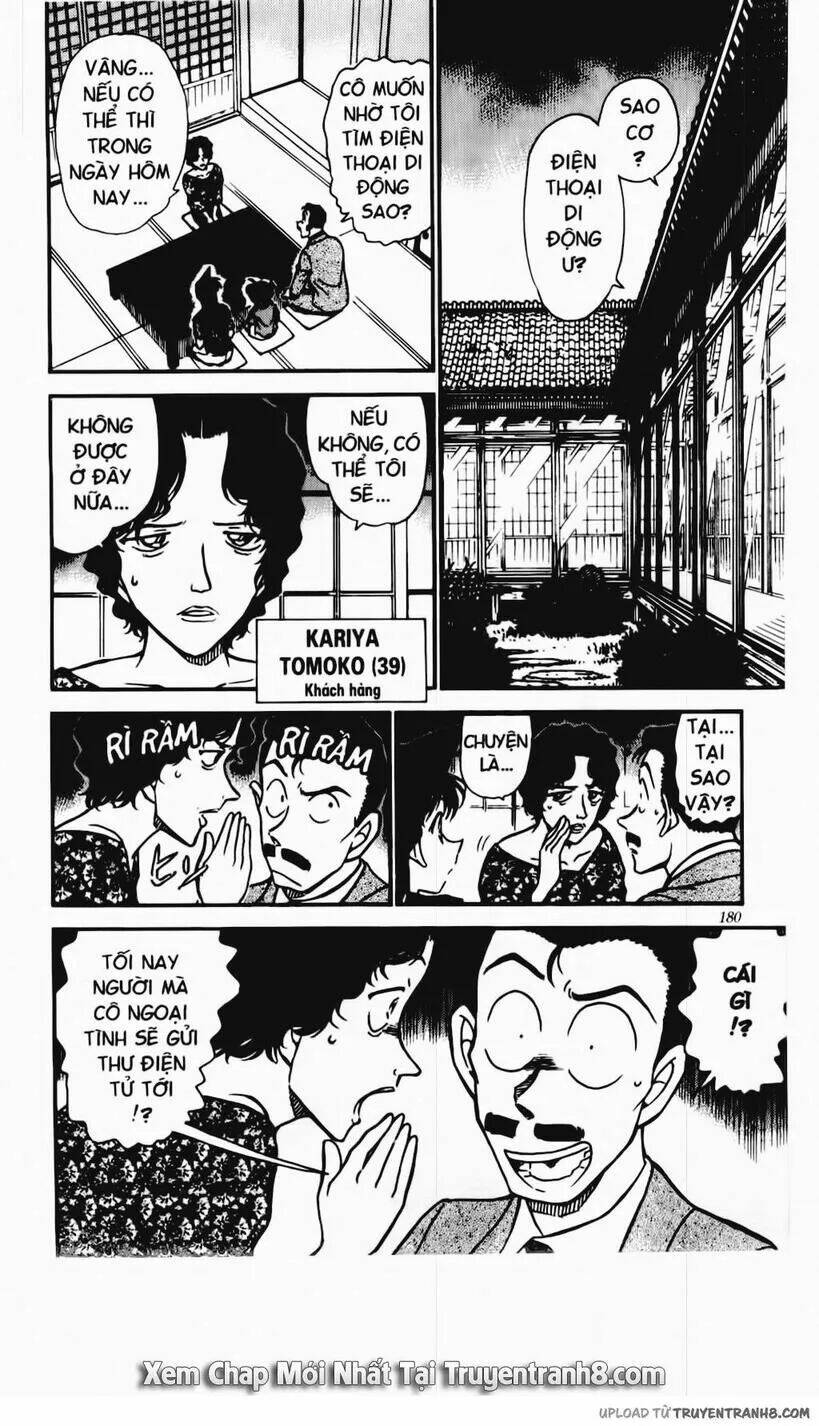 SAO
CƠ
?
ĐIỆN
THOẠI
DI
ĐỘNG
Ư?
CÔ MUỐN
NHỜ TÔI
TÌM ĐIỆN
THOẠI DI
ĐỘNG
SAO?
VÂNG...
NẾU CÓ
THỂ THÌ
TRONG
NGÀY HÔM
NAY...
NẾU
KHÔNG, CÓ
THỂ TÔI
SẼ...
KHÔNG
ĐƯỢC
Ở ĐÂY
NỮA...
KARIYA
TOMOKO (39)
Khách hàng
TẠI...
TẠI
SAO
VẬY?
CHUYỆN
LÀ...
RÌ RẦM
RÌ RẦM
180
CÁI
GÌ
!?
TỐI NAY
NGƯỜI MÀ
CÔ NGOẠI
TÌNH SẼ GỬI
THƯ ĐIỆN
TỬ TỚI
!?
Xem Chap Mới Nhất Tại Truyentranh8.com
UPLOAD TỪ TRUYENTRANH8.COM